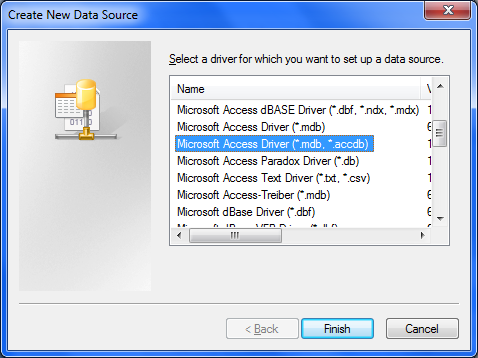 Create New Data Source
Select a driver for which you want to set up a data source.
Name
Microsoft Access dBASE Driver (*.dbf, *.ndx, *.mdx) 1
Microsoft Access Driver (*.mdb) 6
Microsoft Access Driver (*.mdb, *.accdb) 1
Microsoft Access Paradox Driver (*.db) 1
Microsoft Access Text Driver (*.txt, *.csv) 1
Microsoft Access-Treiber (*.mdb) 6
Microsoft dBase Driver (*.dbf) 6
< Back Finish Cancel